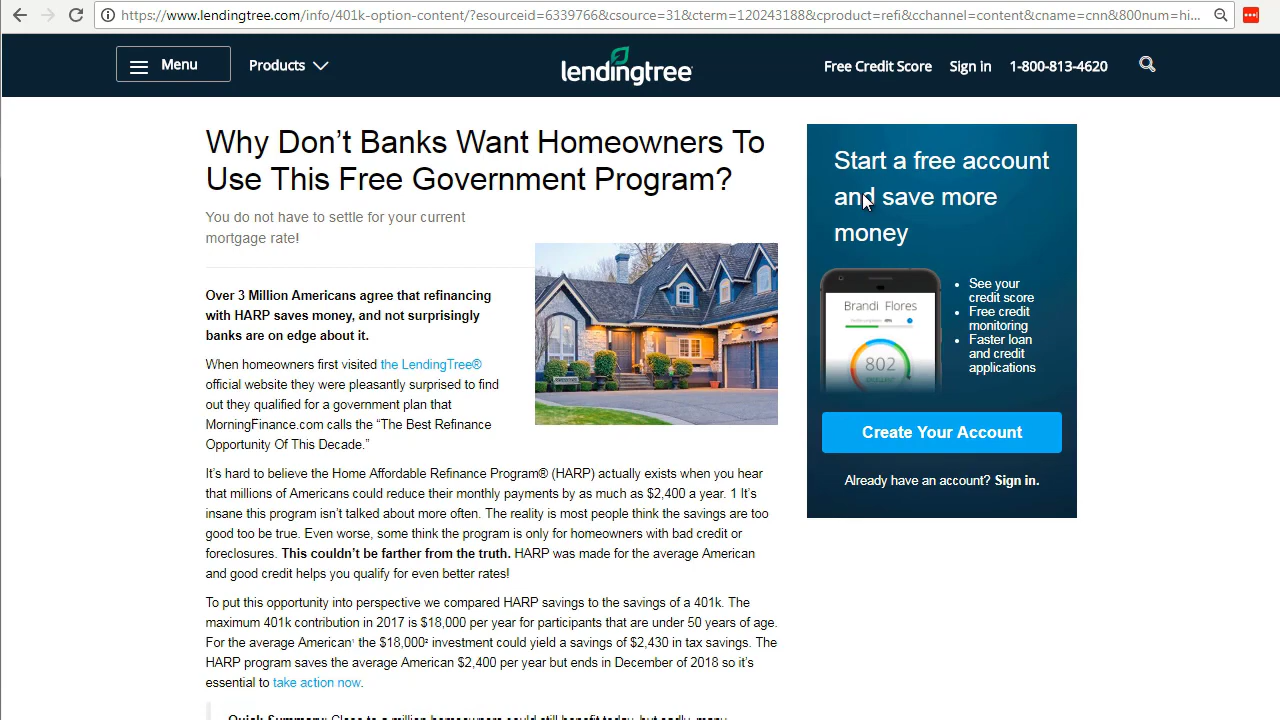 https://www.lendingtree.com/info/401k-option-content/?esourceid=6339766&csource=31&cterm=120243188&cproduct=refi&cchannel=content&cname=cnn&800num=hi...
Menu
Products
lendingtree
Free Credit Score
Sign in
1-800-813-4620
Why Don't Banks Want Homeowners To
Use This Free Government Program?
You do not have to settle for your current
mortgage rate!
Over 3 Million Americans agree that refinancing
with HARP saves money, and not surprisingly
banks are on edge about it.
When homeowners first visited the LendingTree®
official website they were pleasantly surprised to find
out they qualified for a government plan that
MorningFinance.com calls the “The Best Refinance
Opportunity Of This Decade.”
It's hard to believe the Home Affordable Refinance Program® (HARP) actually exists when you hear
that millions of Americans could reduce their monthly payments by as much as $2,400 a year. 1 It's
insane this program isn't talked about more often. The reality is most people think the savings are too
good too be true. Even worse, some think the program is only for homeowners with bad credit or
foreclosures. This couldn't be farther from the truth. HARP was made for the average American
and good credit helps you qualify for even better rates!
To put this opportunity into perspective we compared HARP savings to the savings of a 401k. The
maximum 401k contribution in 2017 is $18,000 per year for participants that are under 50 years of age.
For the average American¹ the $18,000² investment could yield a savings of $2,430 in tax savings. The
HARP program saves the average American $2,400 per year but ends in December of 2018 so it's
essential to take action now.
Quick Summary: Close to a million homeowners could still benefit today, but sadly, many
Start a free account
and save more
money
Brandi Flores
802
See your
credit score
Free credit
monitoring
Faster loan
and credit
applications
Create Your Account
Already have an account? Sign in.